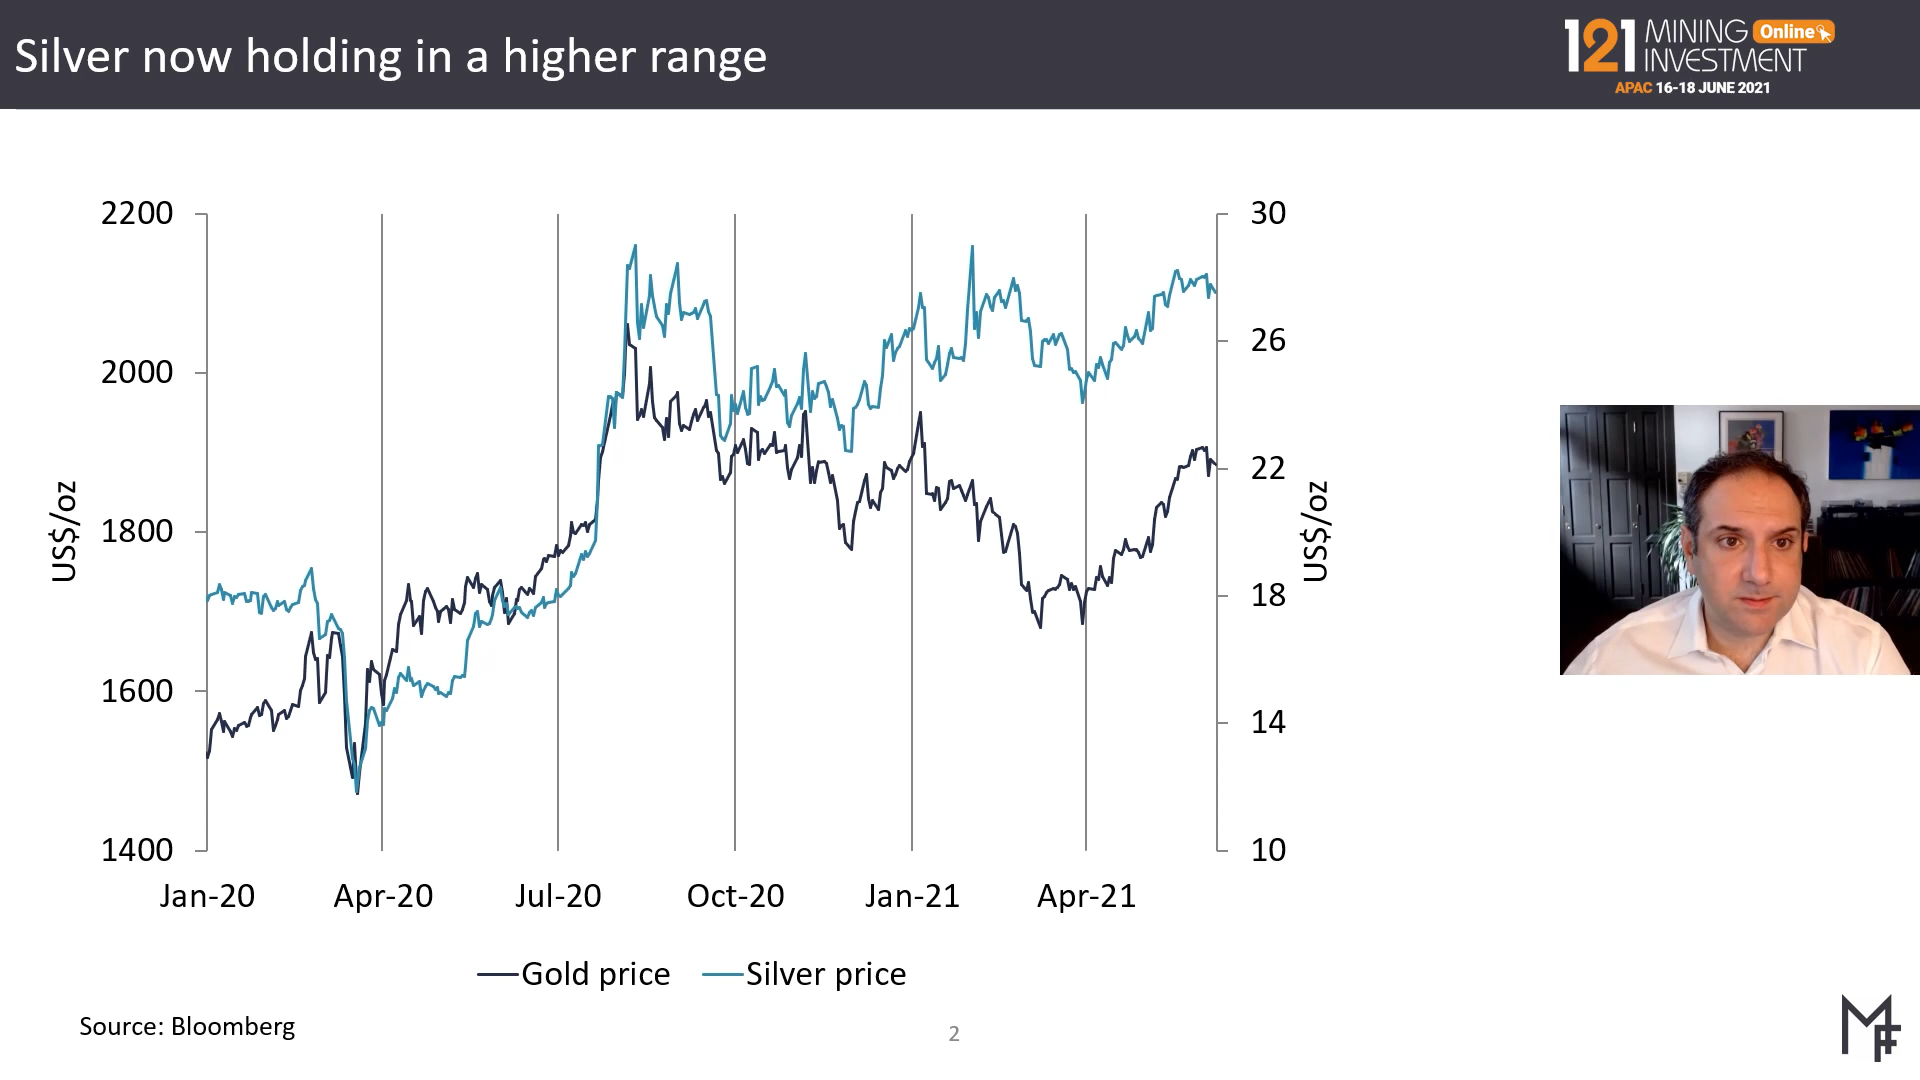 Silver now holding in a higher range
121 MINING Online
INVESTMENT
APAC 16-18 JUNE 2021
2200
2000
1800
1600
1400
US$/oz
30
26
22
18
14
10
US$/oz
Jan-20 Apr-20 Jul-20 Oct-20 Jan-21 Apr-21
Gold price Silver price
Source: Bloomberg
2